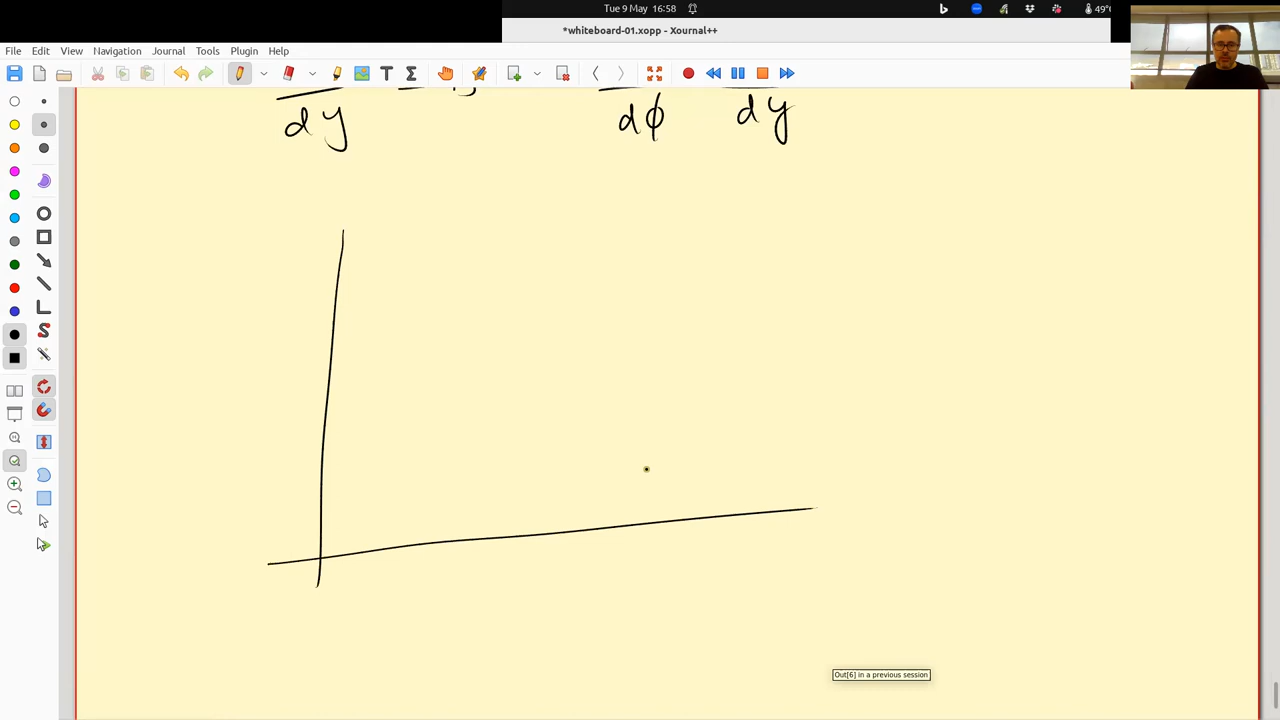 Tue 9 May 16:58
49°
*whiteboard-01.xopp - Xournal++
File Edit View Navigation Journal Tools Plugin Help
dy dϕ dy
Out[6] in a previous session